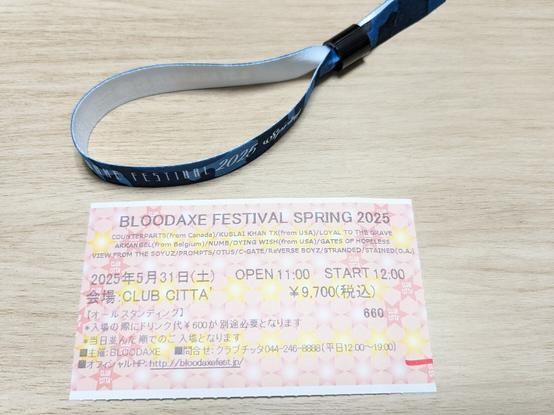 FESTIVAL 2025
BLOODAXE FESTIVAL SPRING 2025
COUNTERPARTS(from Canada)/KUBLAI KHAN TX(from USA)/LOYAL TO THE GRAVE
ARKANGEL(from Belgium)/NUMB/DYING WISH(from USA)/GATES OF HOPELESS
VIEW FROM THE SOYUZ/PROMPTS/OTUS/C-GATE/ReVERSE BOYZ/STRANDED/STAINED(O.A.)
2025年5月31日(土) OPEN 11:00 START 12:00
会場:CLUB CITTA' ￥9,700(税込)
【オールスタンディング】 660
*入場の際にドリンク代￥600が別途必要となります
*当日並んだ順でのご入場となります
■主催:BLOODAXE ■問合せ:クラブチッタ044-246-8888(平日12:00~19:00)
■オフィシャルHP:http://bloodaxefest.jp/